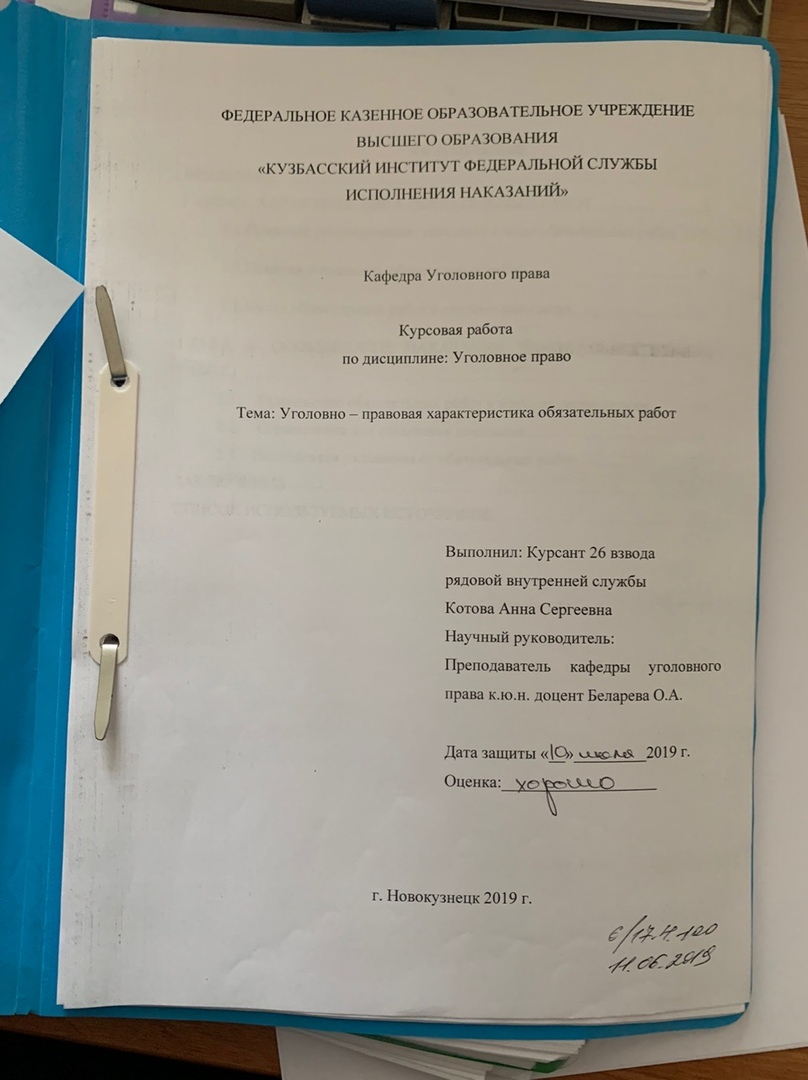 ФЕДЕРАЛЬНОЕ КАЗЕННОЕ ОБРАЗОВАТЕЛЬНОЕ УЧРЕЖДЕНИЕ
ВЫСШЕГО ОБРАЗОВАНИЯ
«КУЗБАССКИЙ ИНСТИТУТ ФЕДЕРАЛЬНОЙ СЛУЖБЫ
ИСПОЛНЕНИЯ НАКАЗАНИЙ»
Кафедра Уголовного права
Курсовая работа
по дисциплине: Уголовное право
Тема: Уголовно – правовая характеристика обязательных работ
Выполнил: Курсант 26 взвода
рядовой внутренней службы
Котова Анна Сергеевна
Научный руководитель:
Преподаватель кафедры уголовного
права к.ю.н. доцент Беларева О.А.
Дата защиты «10» июля 2019 г.
Оценка: хорошо
г. Новокузнецк 2019 г.
11.06.2019